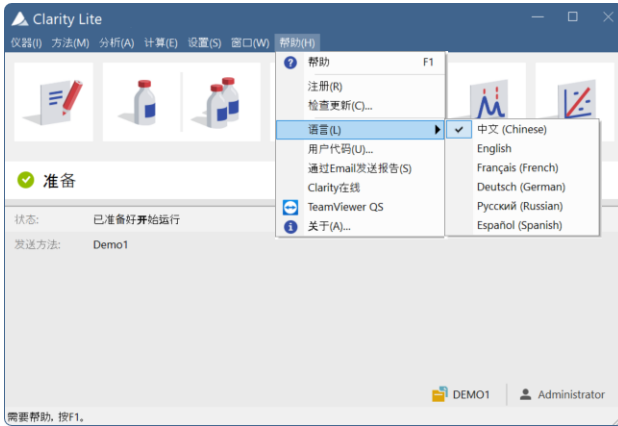 Clarity Lite
仪器(I) 方法(M) 分析(A) 计算(E) 设置(S) 窗口(W) 帮助(H)
帮助 F1
注册(R)
检查更新(C)...
语言(L)
用户代码(U)...
通过Email发送报告(S)
Clarity在线
TeamViewer QS
关于(A)...
中文 (Chinese)
English
Français (French)
Deutsch (German)
Русский (Russian)
Español (Spanish)
准备
状态: 已准备好开始运行
发送方法: Demo1
DEMO1 Administrator
需要帮助, 按F1。